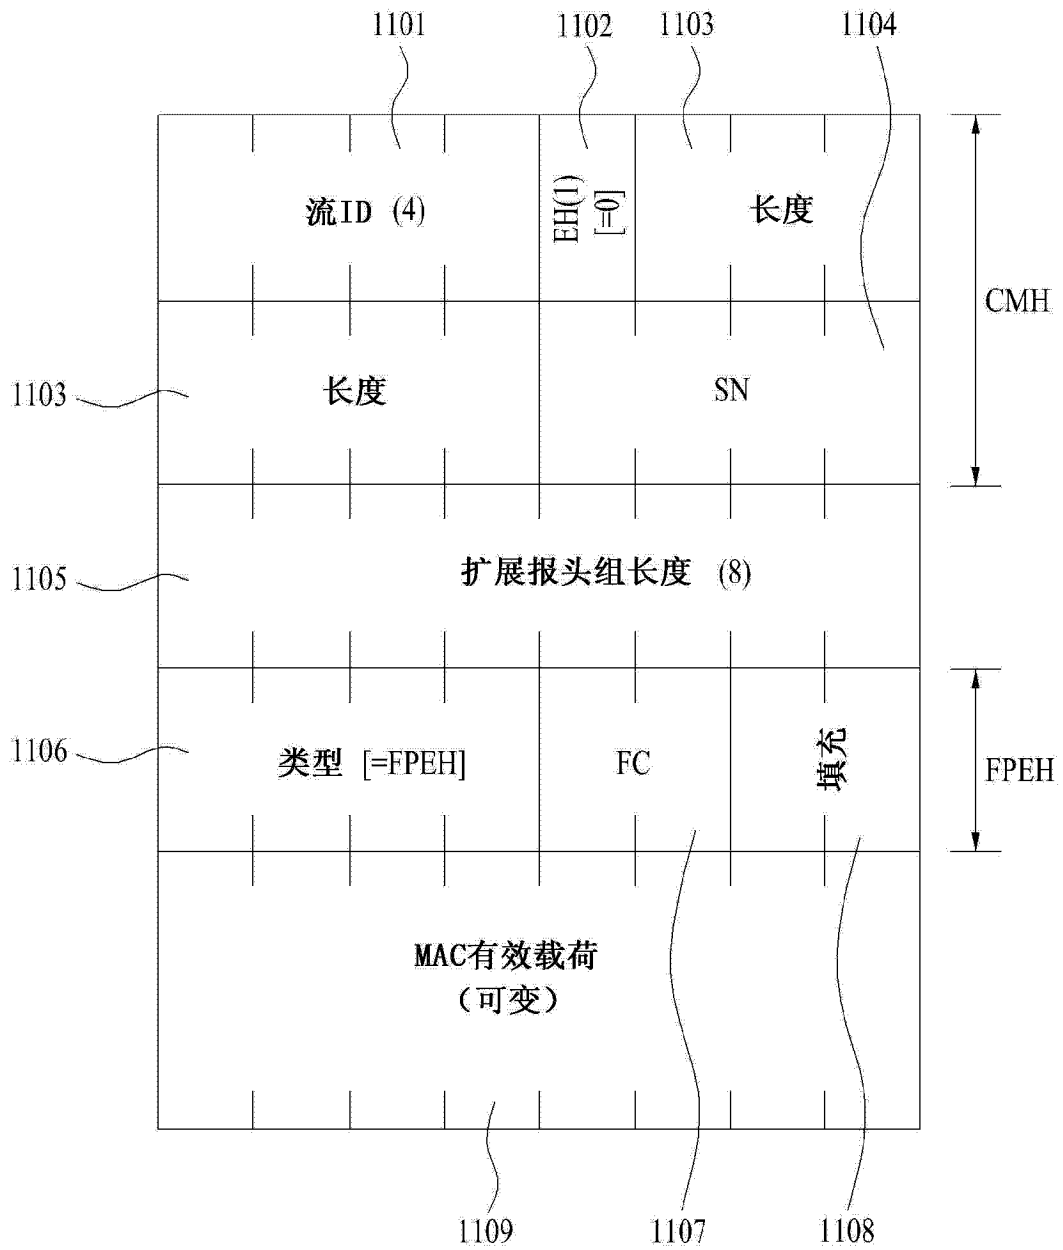 1101
1102
1103
1104
流ID (4)
EH(1)
[=0]
长度
CMH
1103
长度
SN
1105
扩展报头组长度 (8)
1106
类型 [=FPEH]
FC
填充
FPEH
MAC有效载荷
（可变）
1109
1107
1108